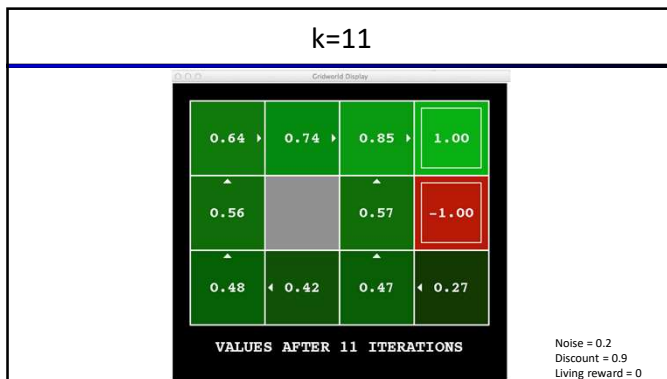 k=11
Gridworld Display
0.64 0.74 0.85 1.00
0.56 0.57 -1.00
0.48 0.42 0.47 0.27
VALUES AFTER 11 ITERATIONS
Noise = 0.2
Discount = 0.9
Living reward = 0